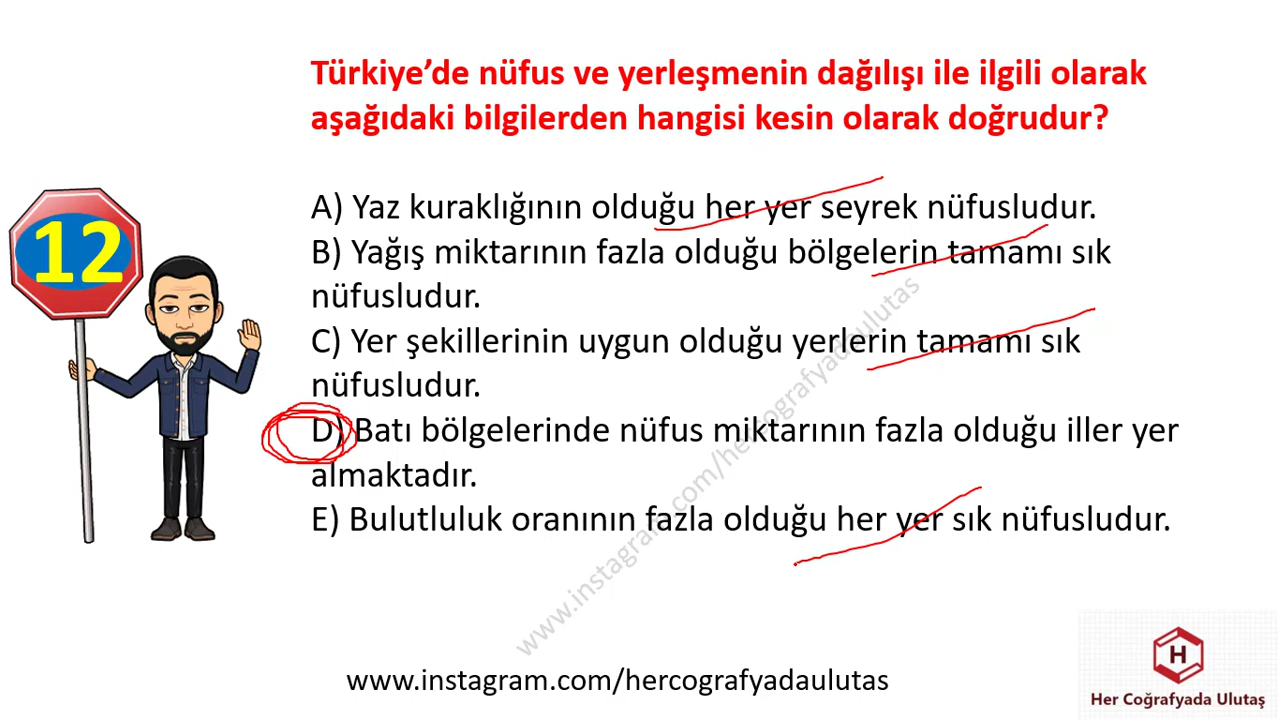 Türkiye’de nüfus ve yerleşmenin dağılışı ile ilgili olarak
aşağıdaki bilgilerden hangisi kesin olarak doğrudur?
12
A) Yaz kuraklığının olduğu her yer seyrek nüfusludur.
B) Yağış miktarının fazla olduğu bölgelerin tamamı sık
nüfusludur.
C) Yer şekillerinin uygun olduğu yerlerin tamamı sık
nüfusludur.
D) Batı bölgelerinde nüfus miktarının fazla olduğu iller yer
almaktadır.
E) Bulutluluk oranının fazla olduğu her yer sık nüfusludur.
www.instagram.com/hercografyadaulutas
www.instagram.com/hercografyadaulutas
H
Her Coğrafyada Ulutaş